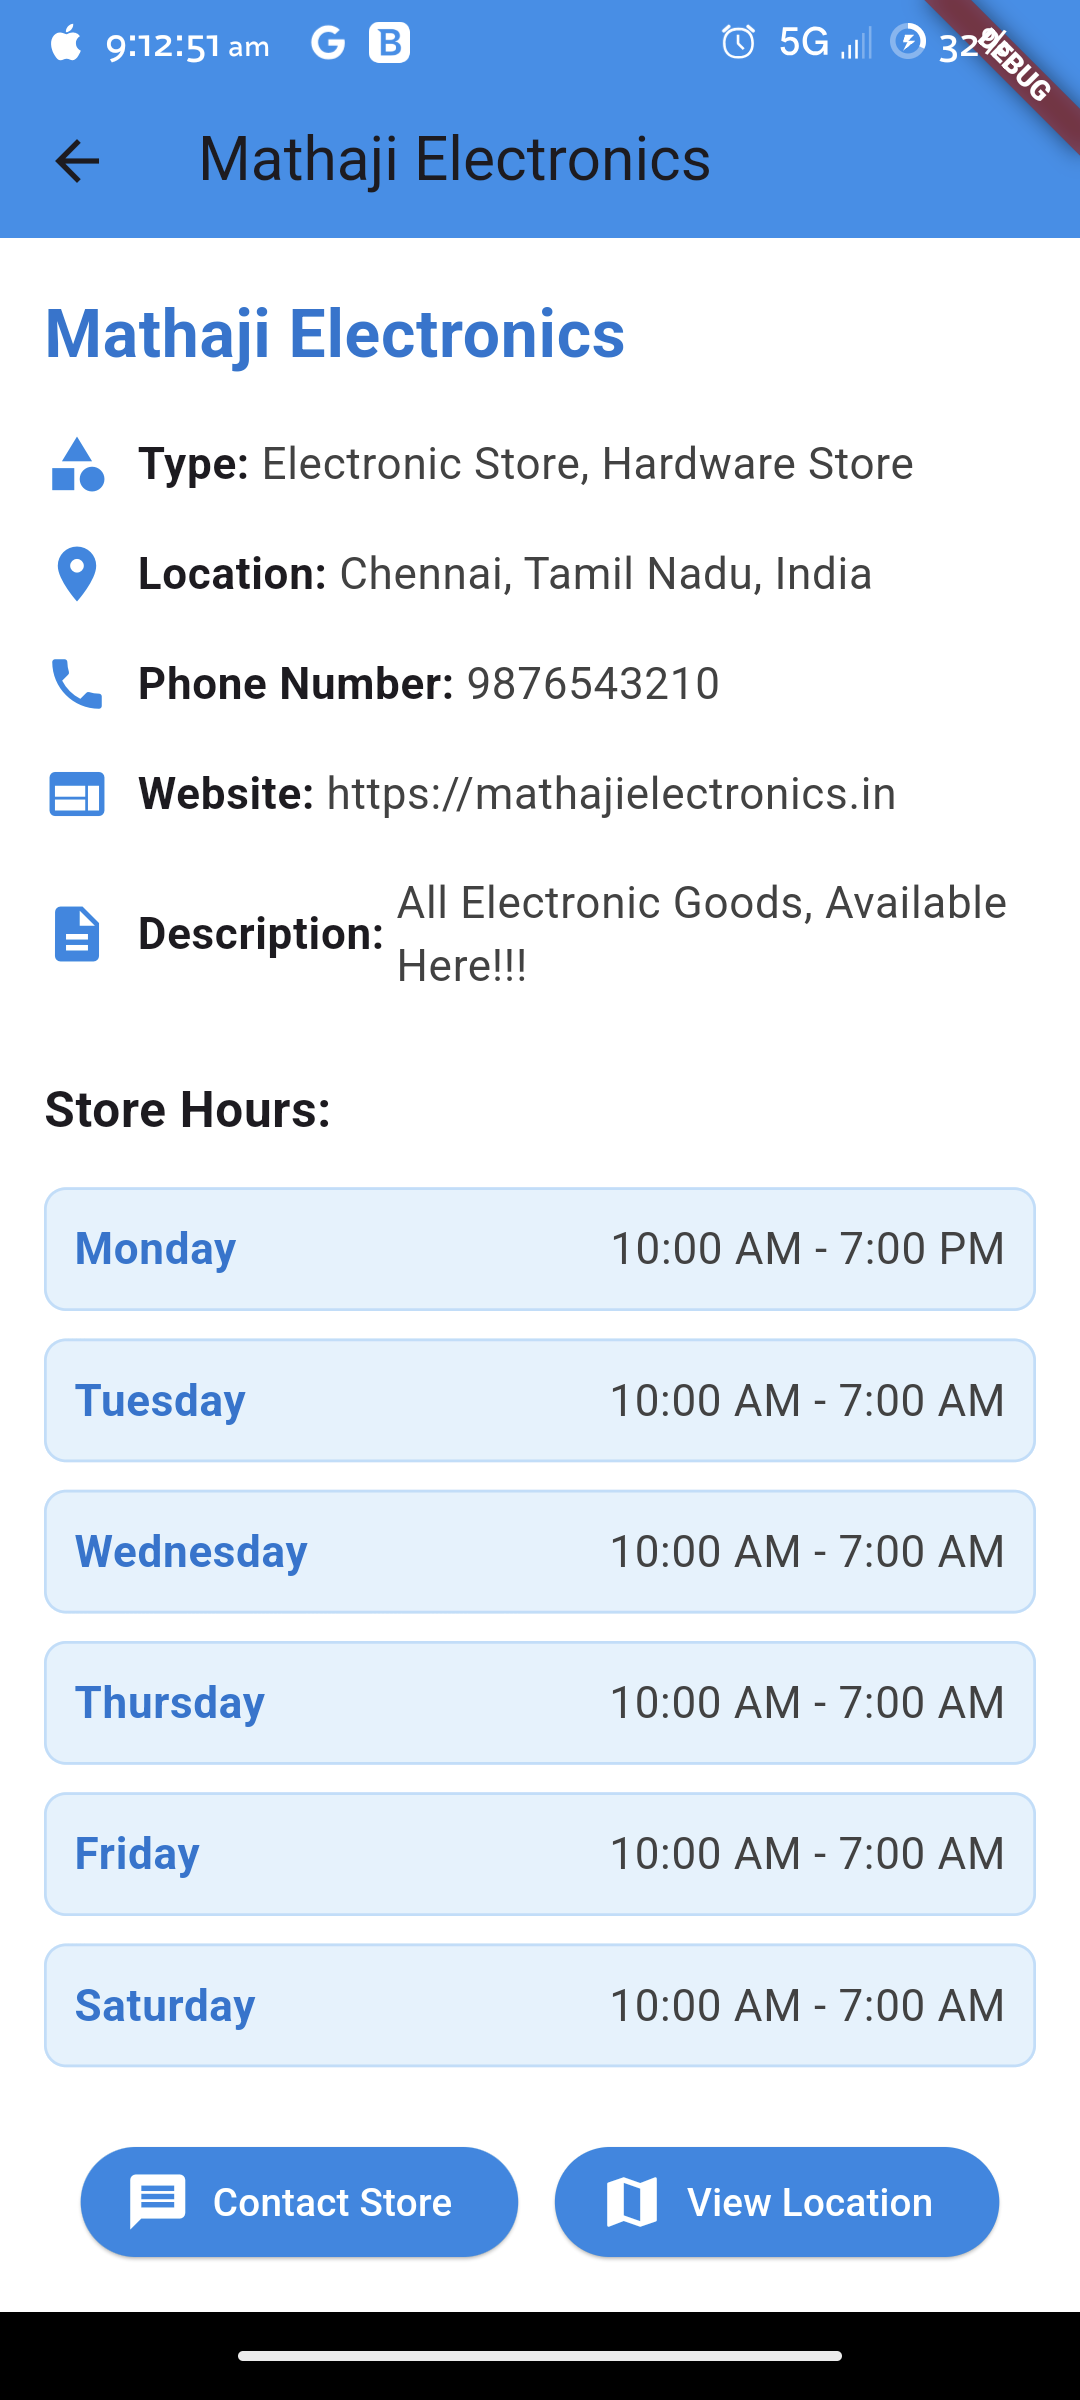 9:12:51 am G B 5G 32
DEBUG
Mathaji Electronics
Mathaji Electronics
Type: Electronic Store, Hardware Store
Location: Chennai, Tamil Nadu, India
Phone Number: 9876543210
Website: https://mathajielectronics.in
Description: All Electronic Goods, Available
Here!!!
Store Hours:
Monday 10:00 AM - 7:00 PM
Tuesday 10:00 AM - 7:00 AM
Wednesday 10:00 AM - 7:00 AM
Thursday 10:00 AM - 7:00 AM
Friday 10:00 AM - 7:00 AM
Saturday 10:00 AM - 7:00 AM
Contact Store View Location